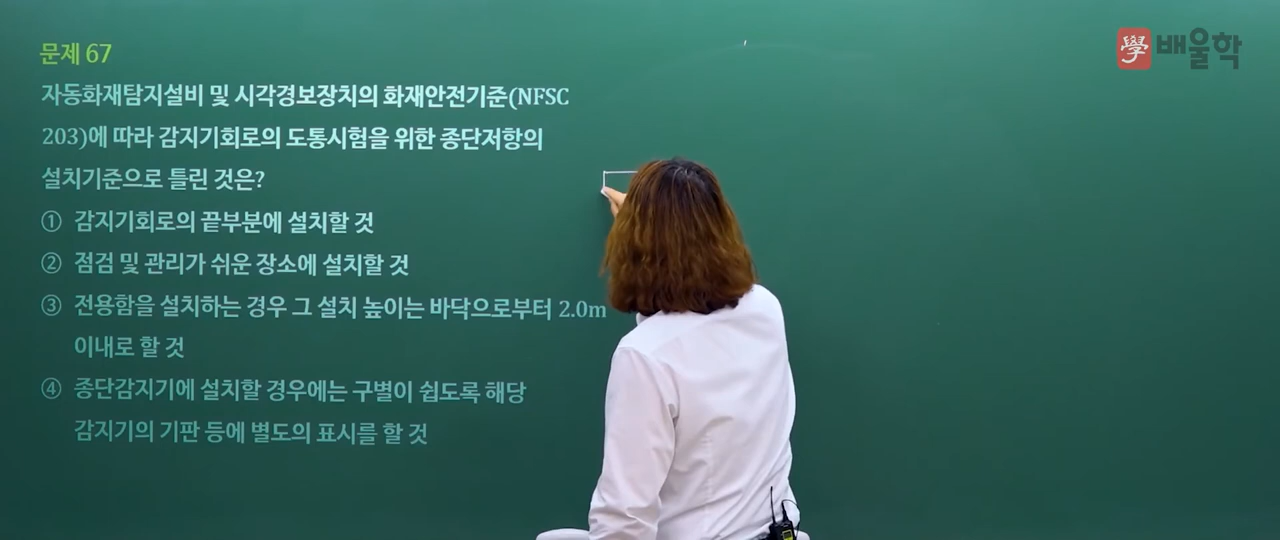 문제 67
學 배울학
자동화재탐지설비 및 시각경보장치의 화재안전기준(NFSC
203)에 따라 감지기회로의 도통시험을 위한 종단저항의
설치기준으로 틀린 것은?
① 감지기회로의 끝부분에 설치할 것
② 점검 및 관리가 쉬운 장소에 설치할 것
③ 전용함을 설치하는 경우 그 설치 높이는 바닥으로부터 2.0m
이내로 할 것
④ 종단감지기에 설치할 경우에는 구별이 쉽도록 해당
감지기의 기판 등에 별도의 표시를 할 것